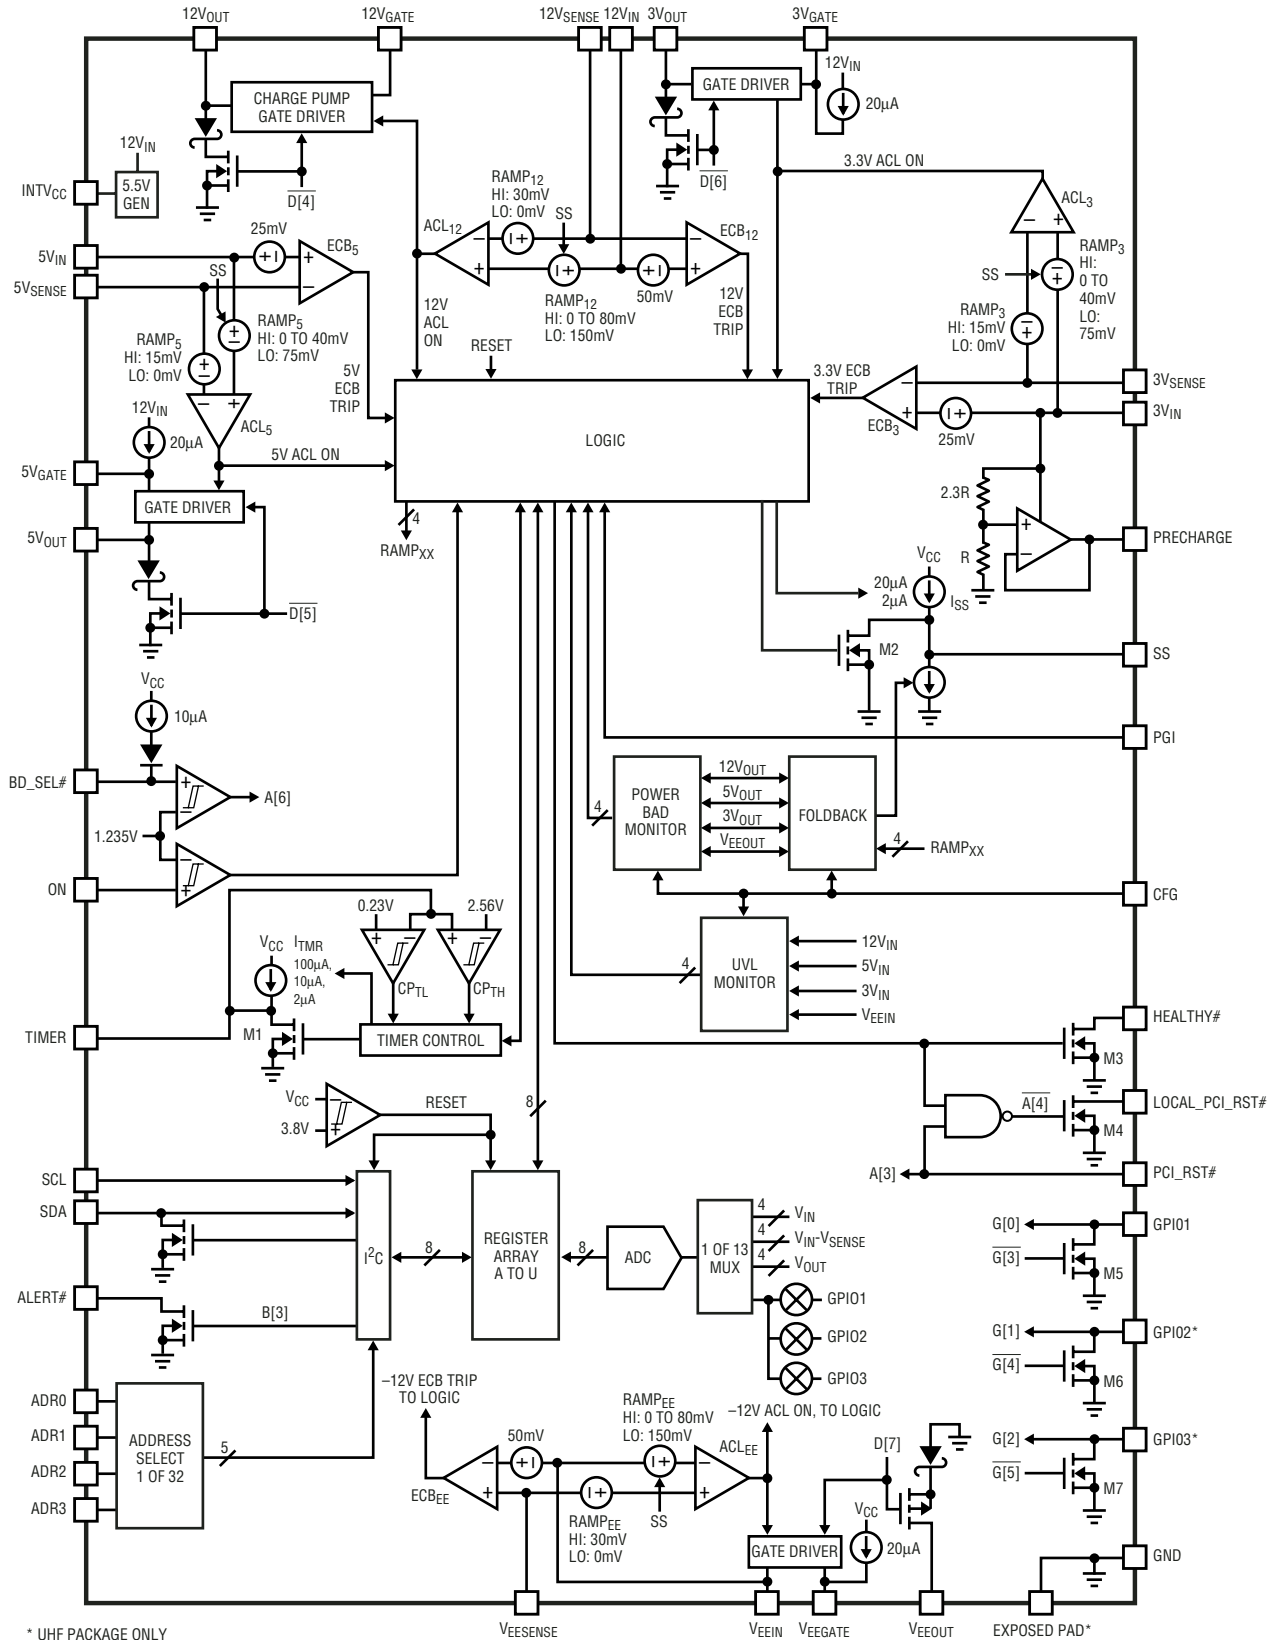 12VOUT
12VGATE
12VSENSE
12VIN
3VOUT
3VGATE
CHARGE PUMP
GATE DRIVER
GATE DRIVER
12VIN
20µA
12VIN
INTVCC
5.5V
GEN
D[4]
D[6]
3.3V ACL ON
RAMP12
HI: 30mV
LO: 0mV
SS
ACL12
ECB12
ACL3
25mV
ECB5
5VIN
SS
5VSENSE
RAMP3
HI:
0 TO
40mV
LO:
75mV
SS
RAMP3
HI: 15mV
LO: 0mV
12V
ACL
ON
RAMP12
HI: 0 TO 80mV
LO: 150mV
50mV
12V
ECB
TRIP
RAMP5
HI: 0 TO 40mV
LO: 75mV
RAMP5
HI: 15mV
LO: 0mV
RESET
5V
ECB
TRIP
3.3V ECB
TRIP
3VSENSE
3VIN
ECB3
25mV
12VIN
20µA
ACL5
LOGIC
5V ACL ON
5VGATE
GATE DRIVER
5VOUT
4
RAMPXX
2.3R
R
PRECHARGE
VCC
20µA
2µA
ISS
D[5]
M2
SS
VCC
10µA
PGI
BD_SEL#
A[6]
1.235V
ON
POWER
BAD
MONITOR
4
12VOUT
5VOUT
3VOUT
VEEOUT
FOLDBACK
4
RAMPXX
CFG
0.23V
2.56V
VCC
ITMR
100µA,
10µA,
2µA
CPTL
CPTH
4
UVL
MONITOR
12VIN
5VIN
3VIN
VEEIN
TIMER
M1
TIMER CONTROL
HEALTHY#
M3
VCC
3.8V
RESET
8
A[4]
LOCAL_PCI_RST#
M4
SCL
SDA
A[3]
PCI_RST#
I2C
8
REGISTER
ARRAY
A TO U
8
ADC
1 OF 13
MUX
4
VIN
4
VIN-VSENSE
4
VOUT
GPIO1
GPIO2
GPIO3
G[0]
GPI01
G[3]
M5
ALERT#
B[3]
G[1]
GPI02*
G[4]
M6
ADR0
ADR1
ADR2
ADR3
ADDRESS
SELECT
1 OF 32
5
–12V ECB TRIP
TO LOGIC
RAMPEE
HI: 0 TO 80mV
LO: 150mV
–12V ACL ON, TO LOGIC
50mV
ACLEE
ECBEE
RAMPEE
HI: 30mV
LO: 0mV
SS
D[7]
G[2]
GPI03*
G[5]
M7
VCC
20µA
GATE DRIVER
GND
VEESENSE
VEEIN
VEEGATE
VEEOUT
EXPOSED PAD*
* UHF PACKAGE ONLY